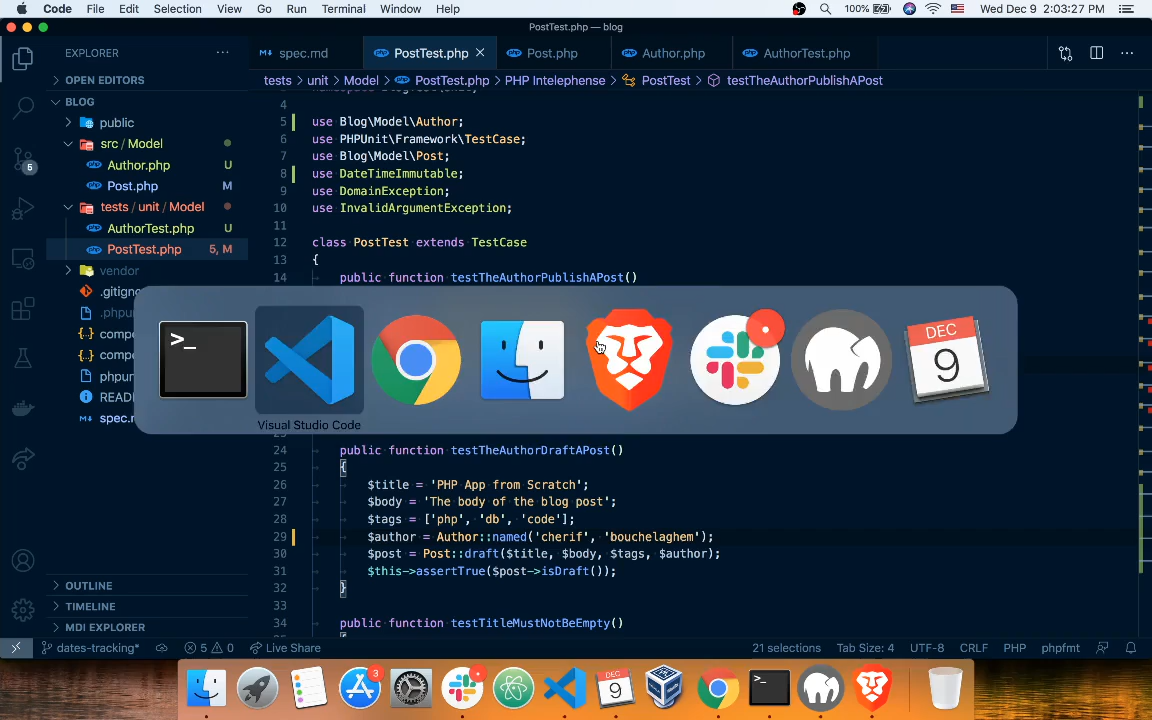 Code File Edit Selection View Go Run Terminal Window Help 100% Wed Dec 9 2:03:27 PM
PostTest.php — blog
EXPLORER
spec.md PostTest.php Post.php Author.php AuthorTest.php
OPEN EDITORS
tests › unit › Model › PostTest.php › PHP Intelephense › PostTest › testTheAuthorPublishAPost
BLOG
public
src / Model
Author.php U
Post.php M
tests / unit / Model
AuthorTest.php U
PostTest.php 5, M
vendor
README
spec.m
OUTLINE
TIMELINE
MDI EXPLORER
5
4
5 use Blog\Model\Author;
6 use PHPUnit\Framework\TestCase;
7 use Blog\Model\Post;
8 use DateTimeImmutable;
9 use DomainException;
10 use InvalidArgumentException;
11
12 class PostTest extends TestCase
13 {
14 public function testTheAuthorPublishAPost()
>_
DEC
9
Visual Studio Code
24 public function testTheAuthorDraftAPost()
25 {
26 $title = 'PHP App from Scratch';
27 $body = 'The body of the blog post';
28 $tags = ['php', 'db', 'code'];
29 $author = Author::named('cherif', 'bouchelaghem');
30 $post = Post::draft($title, $body, $tags, $author);
31 $this->assertTrue($post->isDraft());
32 }
33
34 public function testTitleMustNotBeEmpty()
dates-tracking* 5 0 Live Share 21 selections Tab Size: 4 UTF-8 CRLF PHP phpfmt
3
DEC
9
>_